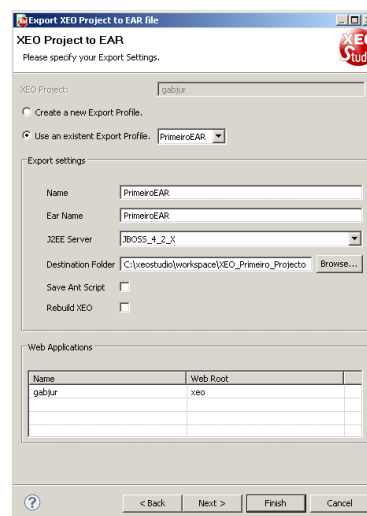 Export XEO Project to EAR file
XEO Project to EAR
Please specify your Export Settings.
XEO Studi
XEO Project: gabjur
Create a new Export Profile.
Use an existent Export Profile. PrimeiroEAR
Export settings
Name PrimeiroEAR
Ear Name PrimeiroEAR
J2EE Server JBOSS_4_2_X
Destination Folder C:\xeostudio\workspace\XEO_Primeiro_Projecto Browse...
Save Ant Script
Rebuild XEO
Web Applications
Name Web Root
gabjur xeo
< Back Next > Finish Cancel